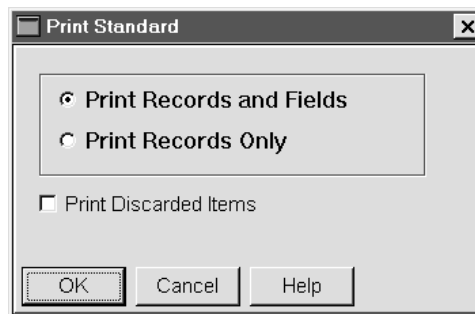 Print Standard
Print Records and Fields
Print Records Only
Print Discarded Items
OK Cancel Help